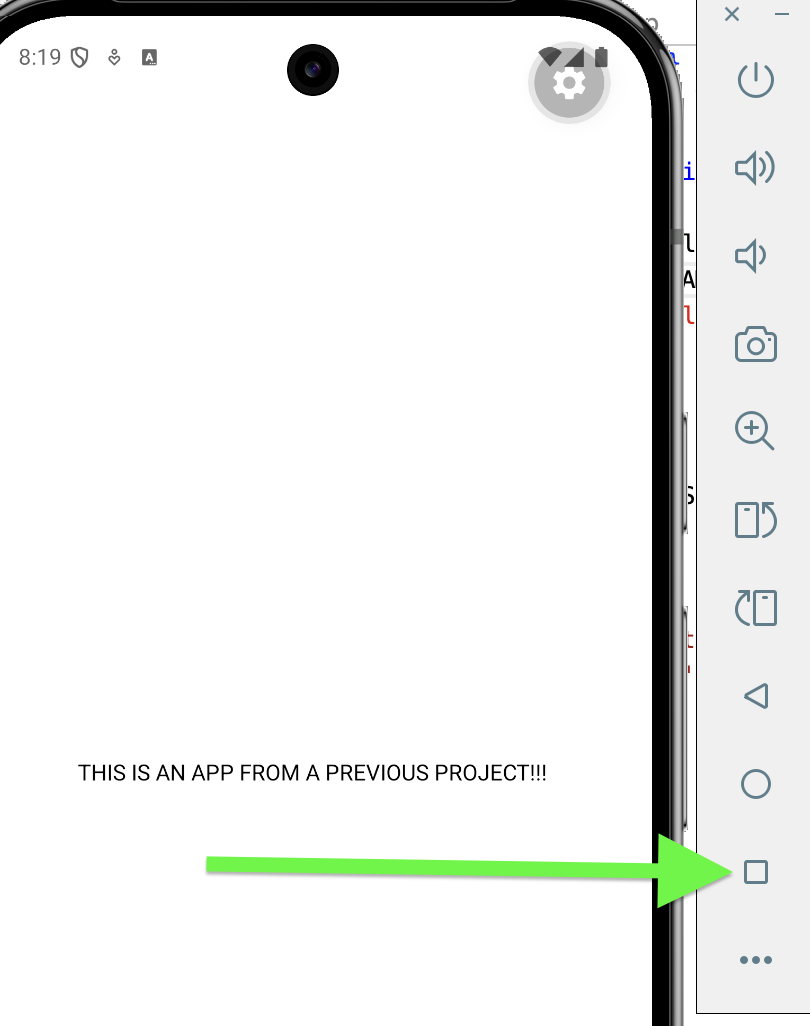 8:19
A
THIS IS AN APP FROM A PREVIOUS PROJECT!!!